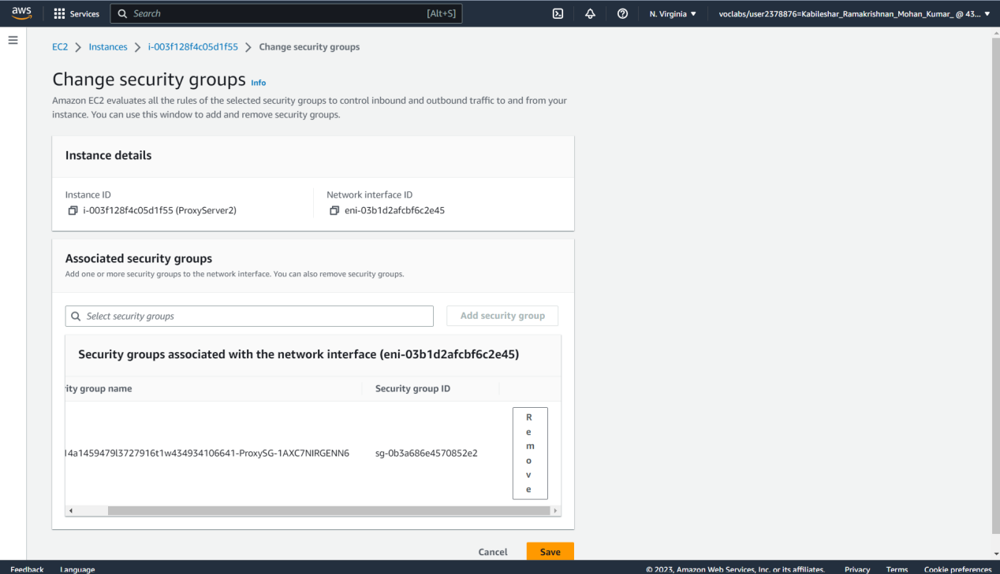 aws
Services
Search
[Alt+S]
N. Virginia
voclabs/user2378876=Kabileshar_Ramakrishnan_Mohan_Kumar_ @ 43...
EC2
Instances
i-003f128f4c05d1f55
Change security groups
Change security groups Info
Amazon EC2 evaluates all the rules of the selected security groups to control inbound and outbound traffic to and from your
instance. You can use this window to add and remove security groups.
Instance details
Instance ID
Network interface ID
i-003f128f4c05d1f55 (ProxyServer2)
eni-03b1d2afcbf6c2e45
Associated security groups
Add one or more security groups to the network interface. You can also remove security groups.
Select security groups
Add security group
Security groups associated with the network interface (eni-03b1d2afcbf6c2e45)
ity group name
Security group ID
14a1459479l3727916t1w434934106641-ProxySG-1AXC7NIRGENN6
sg-0b3a686e4570852e2
R
e
m
o
v
e
Cancel
Save
Feedback
Language
© 2023, Amazon Web Services, Inc. or its affiliates.
Privacy
Terms
Cookie preferences